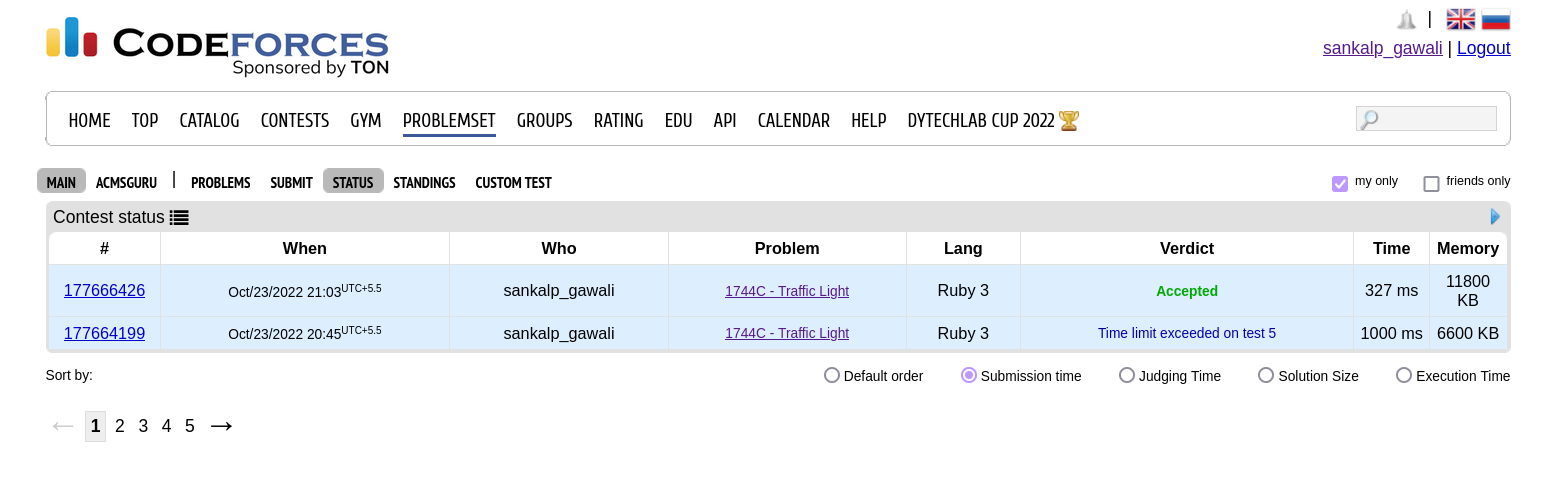 CODEFORCES
Sponsored by TON
|
sankalp_gawali | Logout
HOME TOP CATALOG CONTESTS GYM PROBLEMSET GROUPS RATING EDU API CALENDAR HELP DYTECHLAB CUP 2022
MAIN ACMSGURU | PROBLEMS SUBMIT STATUS STANDINGS CUSTOM TEST my only friends only
Contest status
# When Who Problem Lang Verdict Time Memory
177666426 Oct/23/2022 21:03UTC+5.5 sankalp_gawali 1744C - Traffic Light Ruby 3 Accepted 327 ms 11800 KB
177664199 Oct/23/2022 20:45UTC+5.5 sankalp_gawali 1744C - Traffic Light Ruby 3 Time limit exceeded on test 5 1000 ms 6600 KB
Sort by: Default order Submission time Judging Time Solution Size Execution Time
← 1 2 3 4 5 →